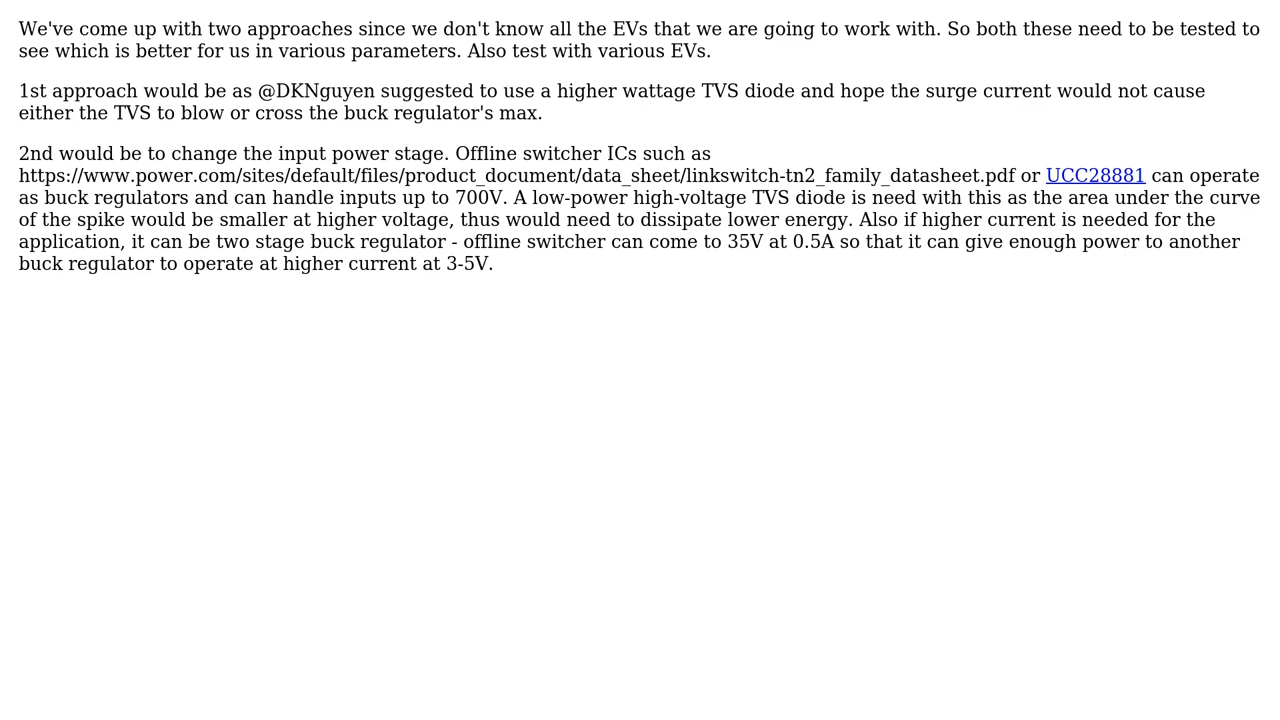 We've come up with two approaches since we don't know all the EVs that we are going to work with. So both these need to be tested to
see which is better for us in various parameters. Also test with various EVs.
1st approach would be as @DKNguyen suggested to use a higher wattage TVS diode and hope the surge current would not cause
either the TVS to blow or cross the buck regulator's max.
2nd would be to change the input power stage. Offline switcher ICs such as
https://www.power.com/sites/default/files/product_document/data_sheet/linkswitch-tn2_family_datasheet.pdf or UCC28881 can operate
as buck regulators and can handle inputs up to 700V. A low-power high-voltage TVS diode is need with this as the area under the curve
of the spike would be smaller at higher voltage, thus would need to dissipate lower energy. Also if higher current is needed for the
application, it can be two stage buck regulator - offline switcher can come to 35V at 0.5A so that it can give enough power to another
buck regulator to operate at higher current at 3-5V.